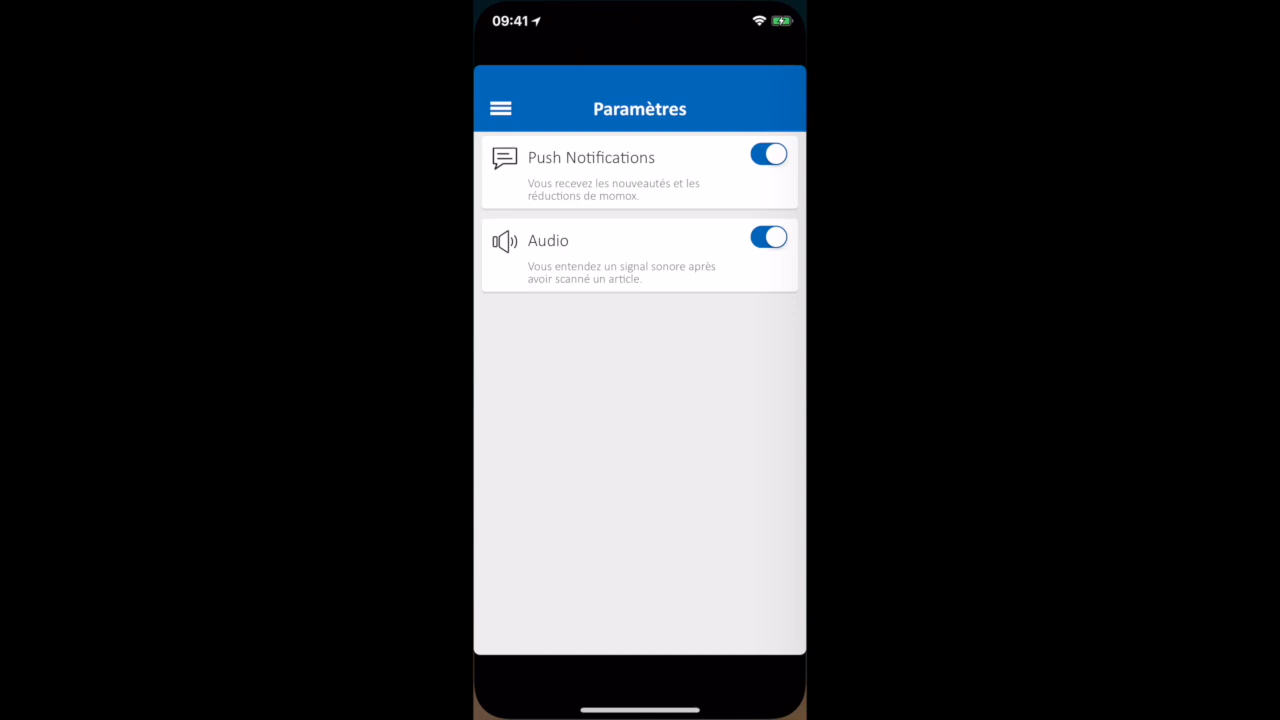 09:41
Paramètres
Push Notifications
Vous recevez les nouveautés et les
réductions de momox.
Audio
Vous entendez un signal sonore après
avoir scanné un article.